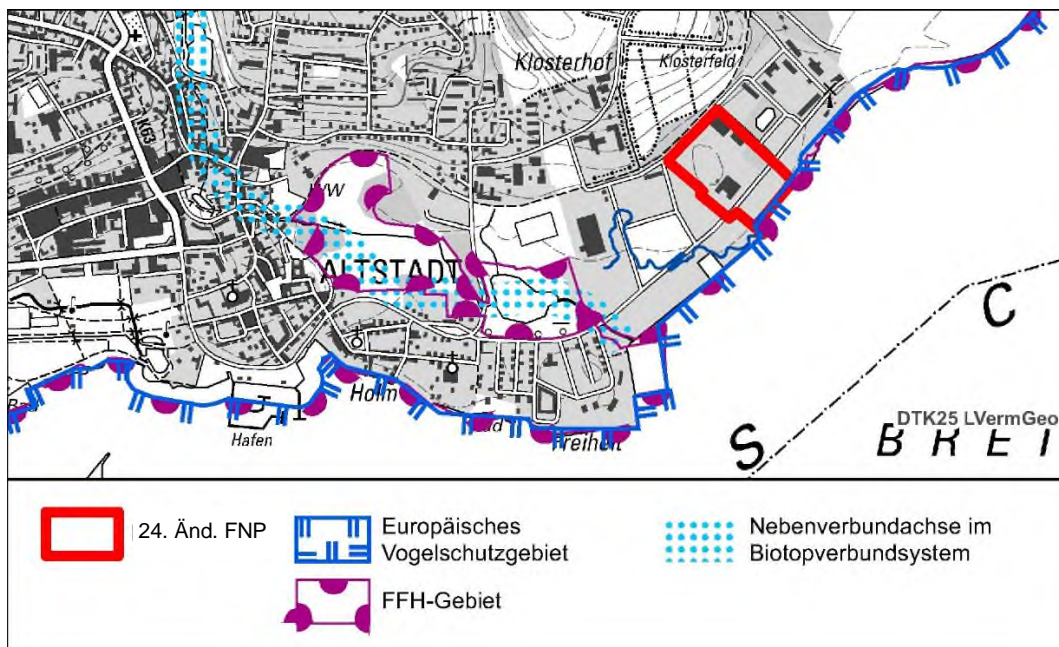 Klosterhof
Klosterfeld
K63
WW
ALTSTADT
C
Holm
S
DTK25 LVermGeo
BREI
Hafen
Freiheit
24. Änd. FNP
Europäisches
Vogelschutzgebiet
Nebenverbundachse im
Biotopverbundsystem
FFH-Gebiet